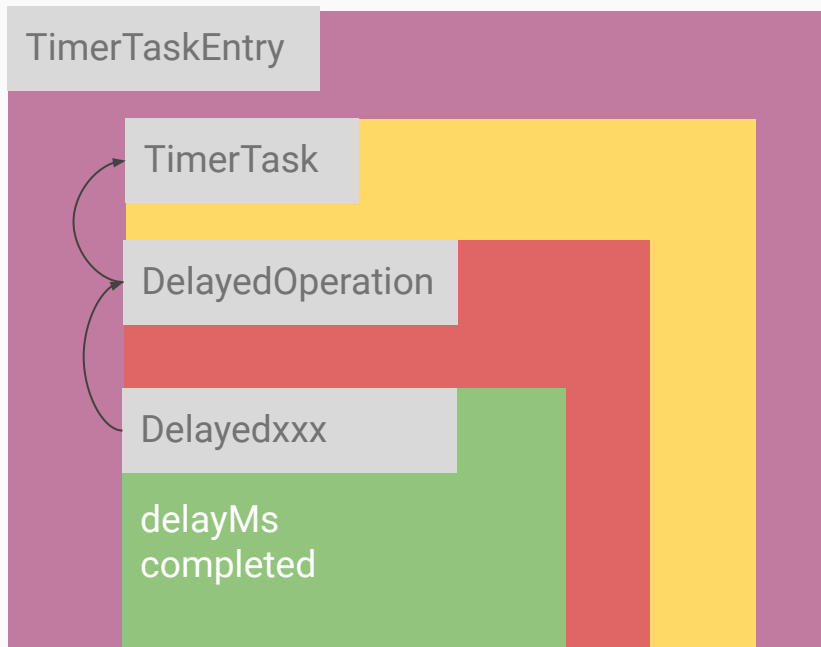 TimerTaskEntry
TimerTask
DelayedOperation
Delayedxxx
delayMs
completed